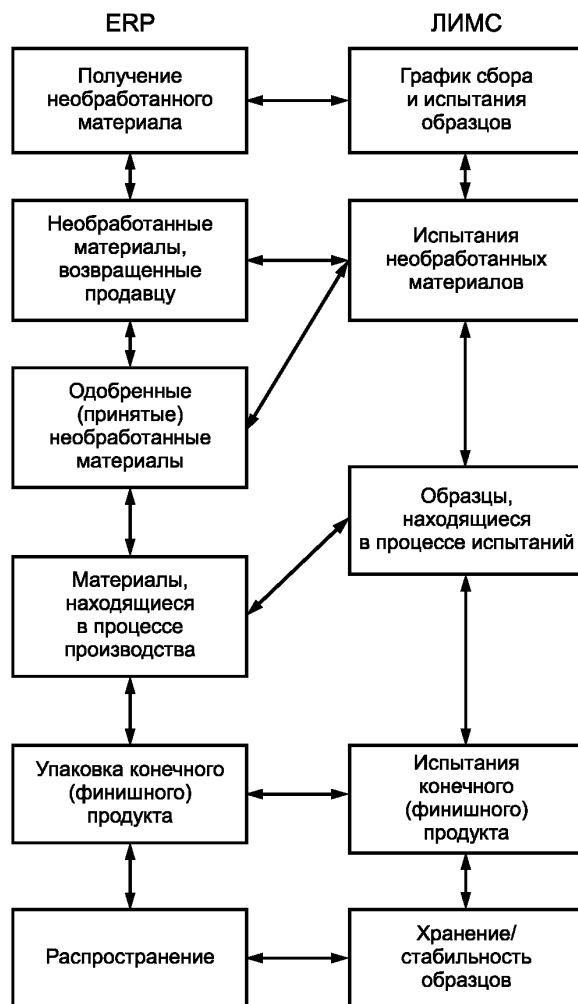 ERP
ЛИМС
Получение
необработанного
материала
График сбора
и испытания
образцов
Необработанные
материалы,
возвращенные
продавцу
Испытания
необработанных
материалов
Одобренные
(принятые)
необработанные
материалы
Образцы,
находящиеся
в процессе испытаний
Материалы,
находящиеся
в процессе
производства
Упаковка конечного
(финишного)
продукта
Испытания
конечного
(финишного)
продукта
Распространение
Хранение/
стабильность
образцов